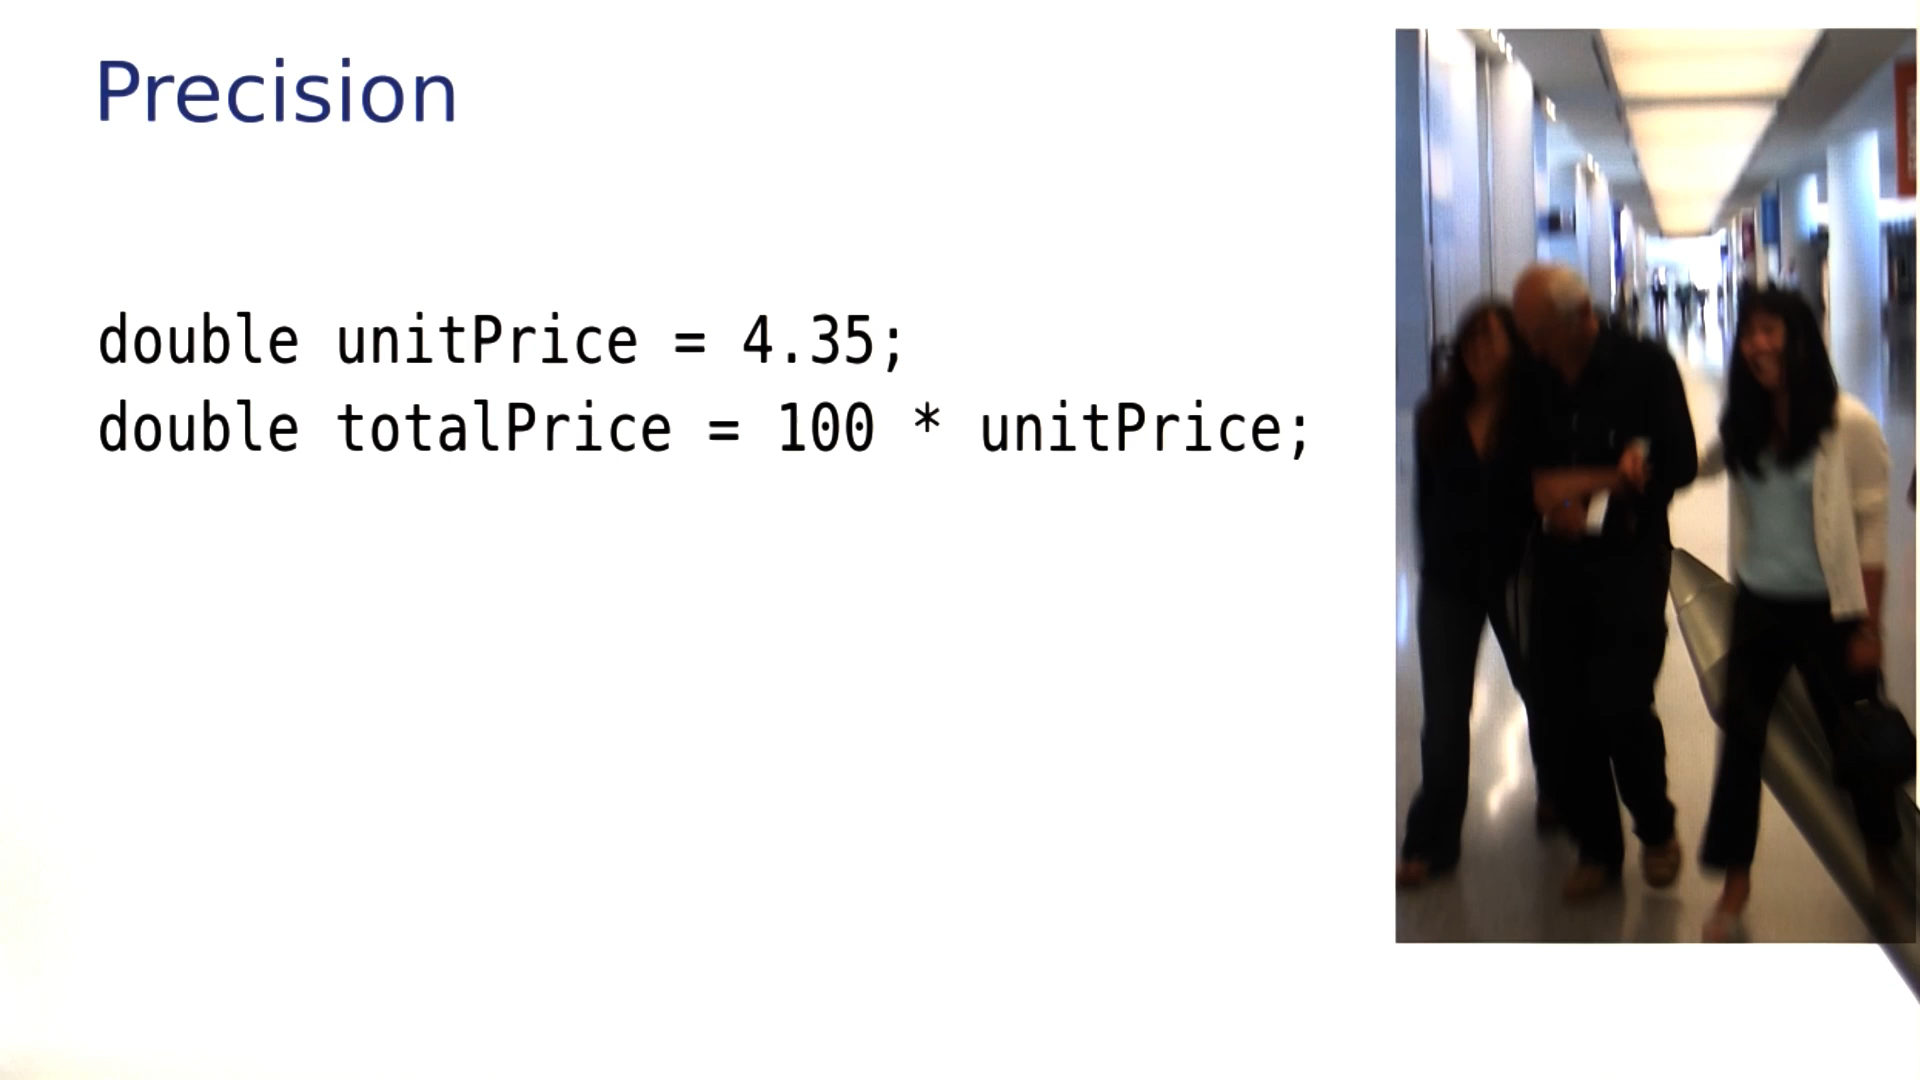 Precision
double unitPrice = 4.35;
double totalPrice = 100 * unitPrice;